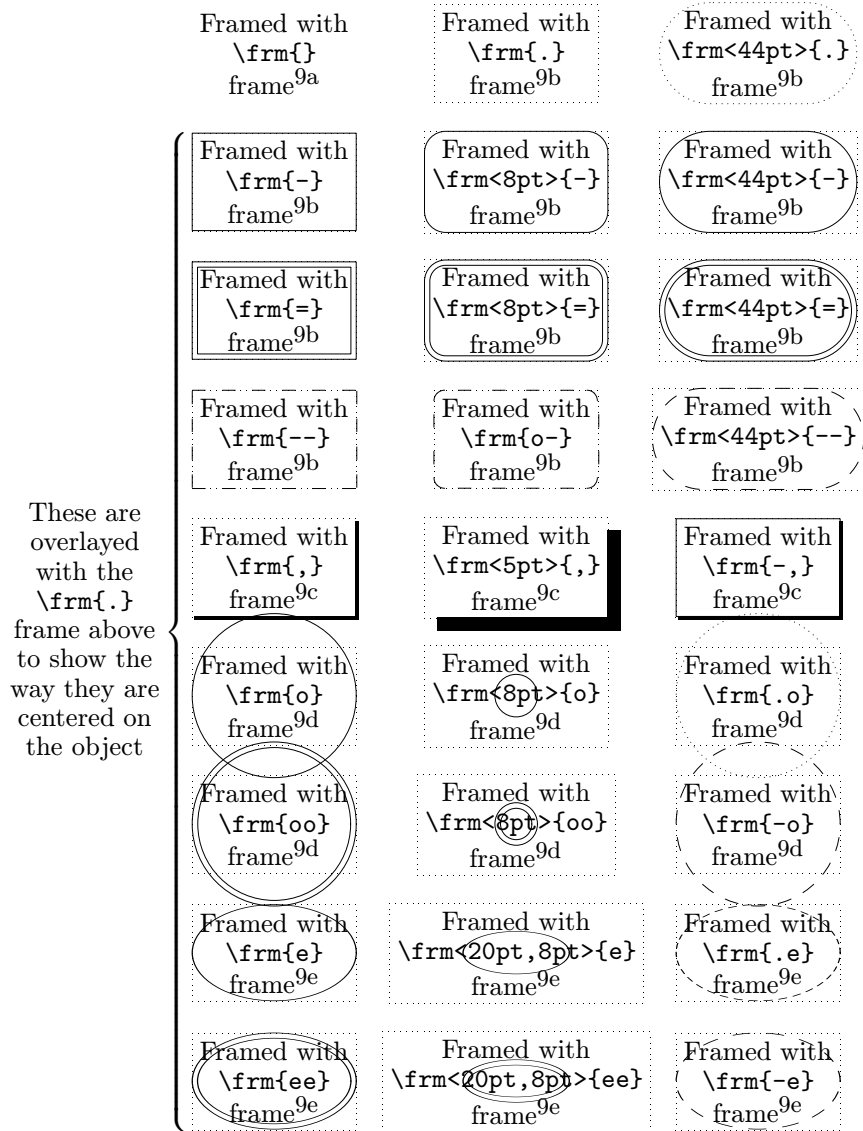 Framed with
\frm{}
frame9a
Framed with
\frm{.}
frame9b
Framed with
\frm<44pt>{.}
frame9b
These are
overlayed
with the
\frm{.}
frame above
to show the
way they are
centered on
the object
Framed with
\frm{-}
frame9b
Framed with
\frm<8pt>{-}
frame9b
Framed with
\frm<44pt>{-}
frame9b
Framed with
\frm{=}
frame9b
Framed with
\frm<8pt>{=}
frame9b
Framed with
\frm<44pt>{=}
frame9b
Framed with
\frm{--}
frame9b
Framed with
\frm{o-}
frame9b
Framed with
\frm<44pt>{--}
frame9b
Framed with
\frm{,}
frame9c
Framed with
\frm<5pt>{,}
frame9c
Framed with
\frm{-,}
frame9c
Framed with
\frm{o}
frame9d
Framed with
\frm<8pt>{o}
frame9d
Framed with
\frm{.o}
frame9d
Framed with
\frm{oo}
frame9d
Framed with
\frm<8pt>{oo}
frame9d
Framed with
\frm{-o}
frame9d
Framed with
\frm{e}
frame9e
Framed with
\frm<20pt,8pt>{e}
frame9e
Framed with
\frm{.e}
frame9e
Framed with
\frm{ee}
frame9e
Framed with
\frm<20pt,8pt>{ee}
frame9e
Framed with
\frm{-e}
frame9e